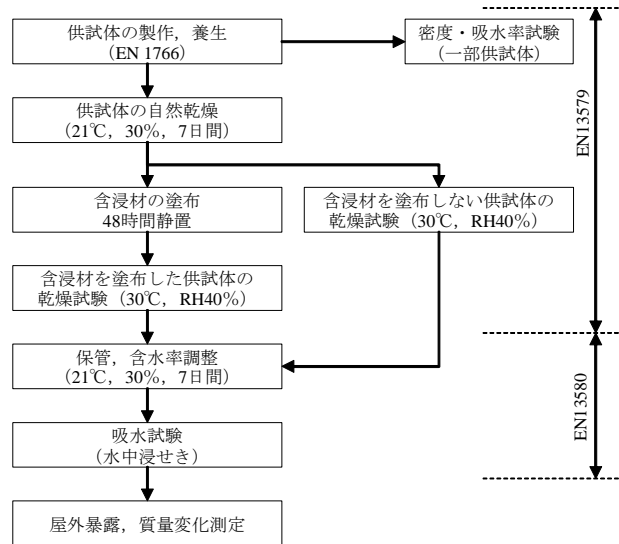 供試体の製作，養生
(EN 1766)
密度・吸水率試験
（一部供試体）
供試体の自然乾燥
(21℃，30%，7日間)
含浸材の塗布
48時間静置
含浸材を塗布しない供試体の
乾燥試験（30℃，RH40%）
含浸材を塗布した供試体の
乾燥試験（30℃，RH40%）
保管，含水率調整
(21℃，30%，7日間)
吸水試験
（水中浸せき）
屋外暴露，質量変化測定
EN13579
EN13580